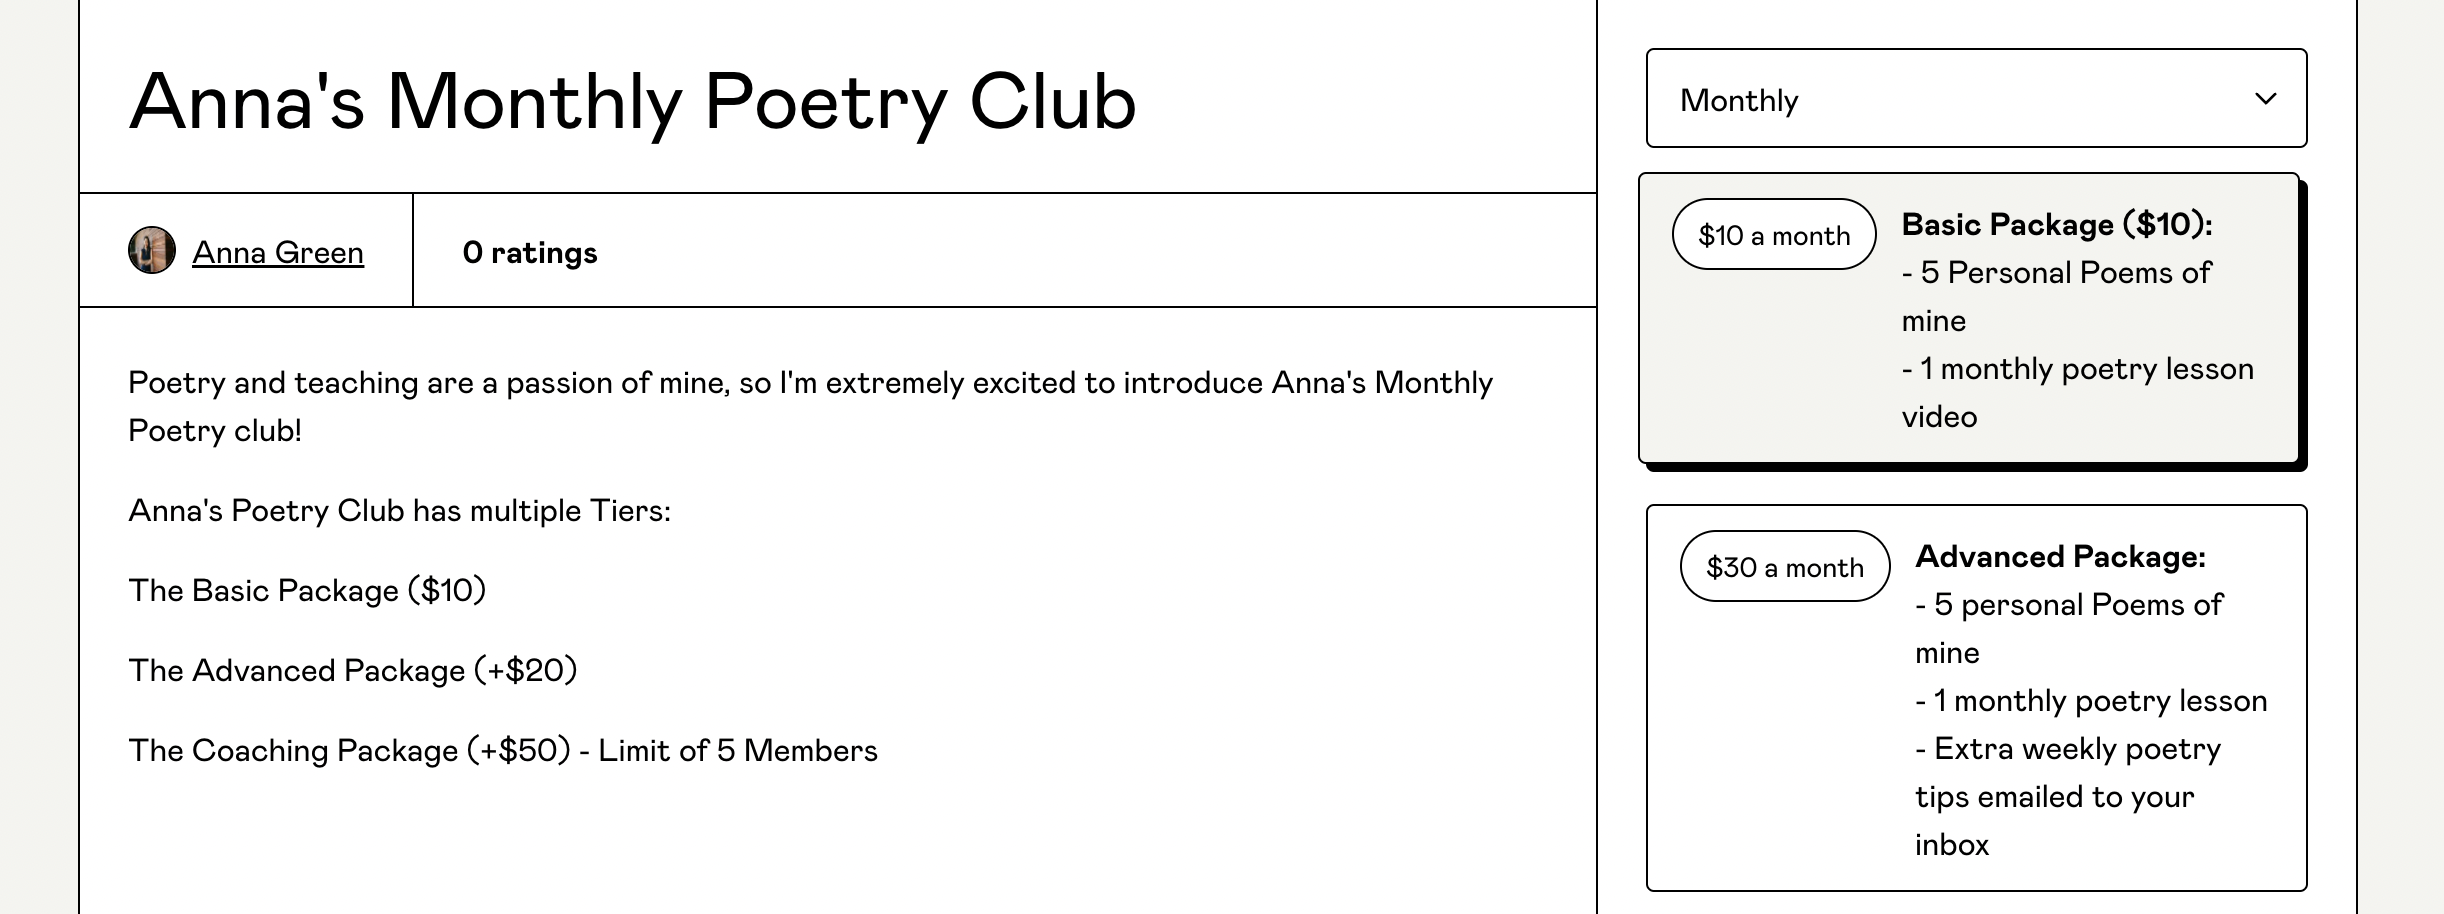 Anna's Monthly Poetry Club
Anna Green
0 ratings
Poetry and teaching are a passion of mine, so I'm extremely excited to introduce Anna's Monthly
Poetry club!
Anna's Poetry Club has multiple Tiers:
The Basic Package ($10)
The Advanced Package (+$20)
The Coaching Package (+$50) - Limit of 5 Members
Monthly
$10 a month
Basic Package ($10):
- 5 Personal Poems of
mine
- 1 monthly poetry lesson
video
$30 a month
Advanced Package:
- 5 personal Poems of
mine
- 1 monthly poetry lesson
- Extra weekly poetry
tips emailed to your
inbox